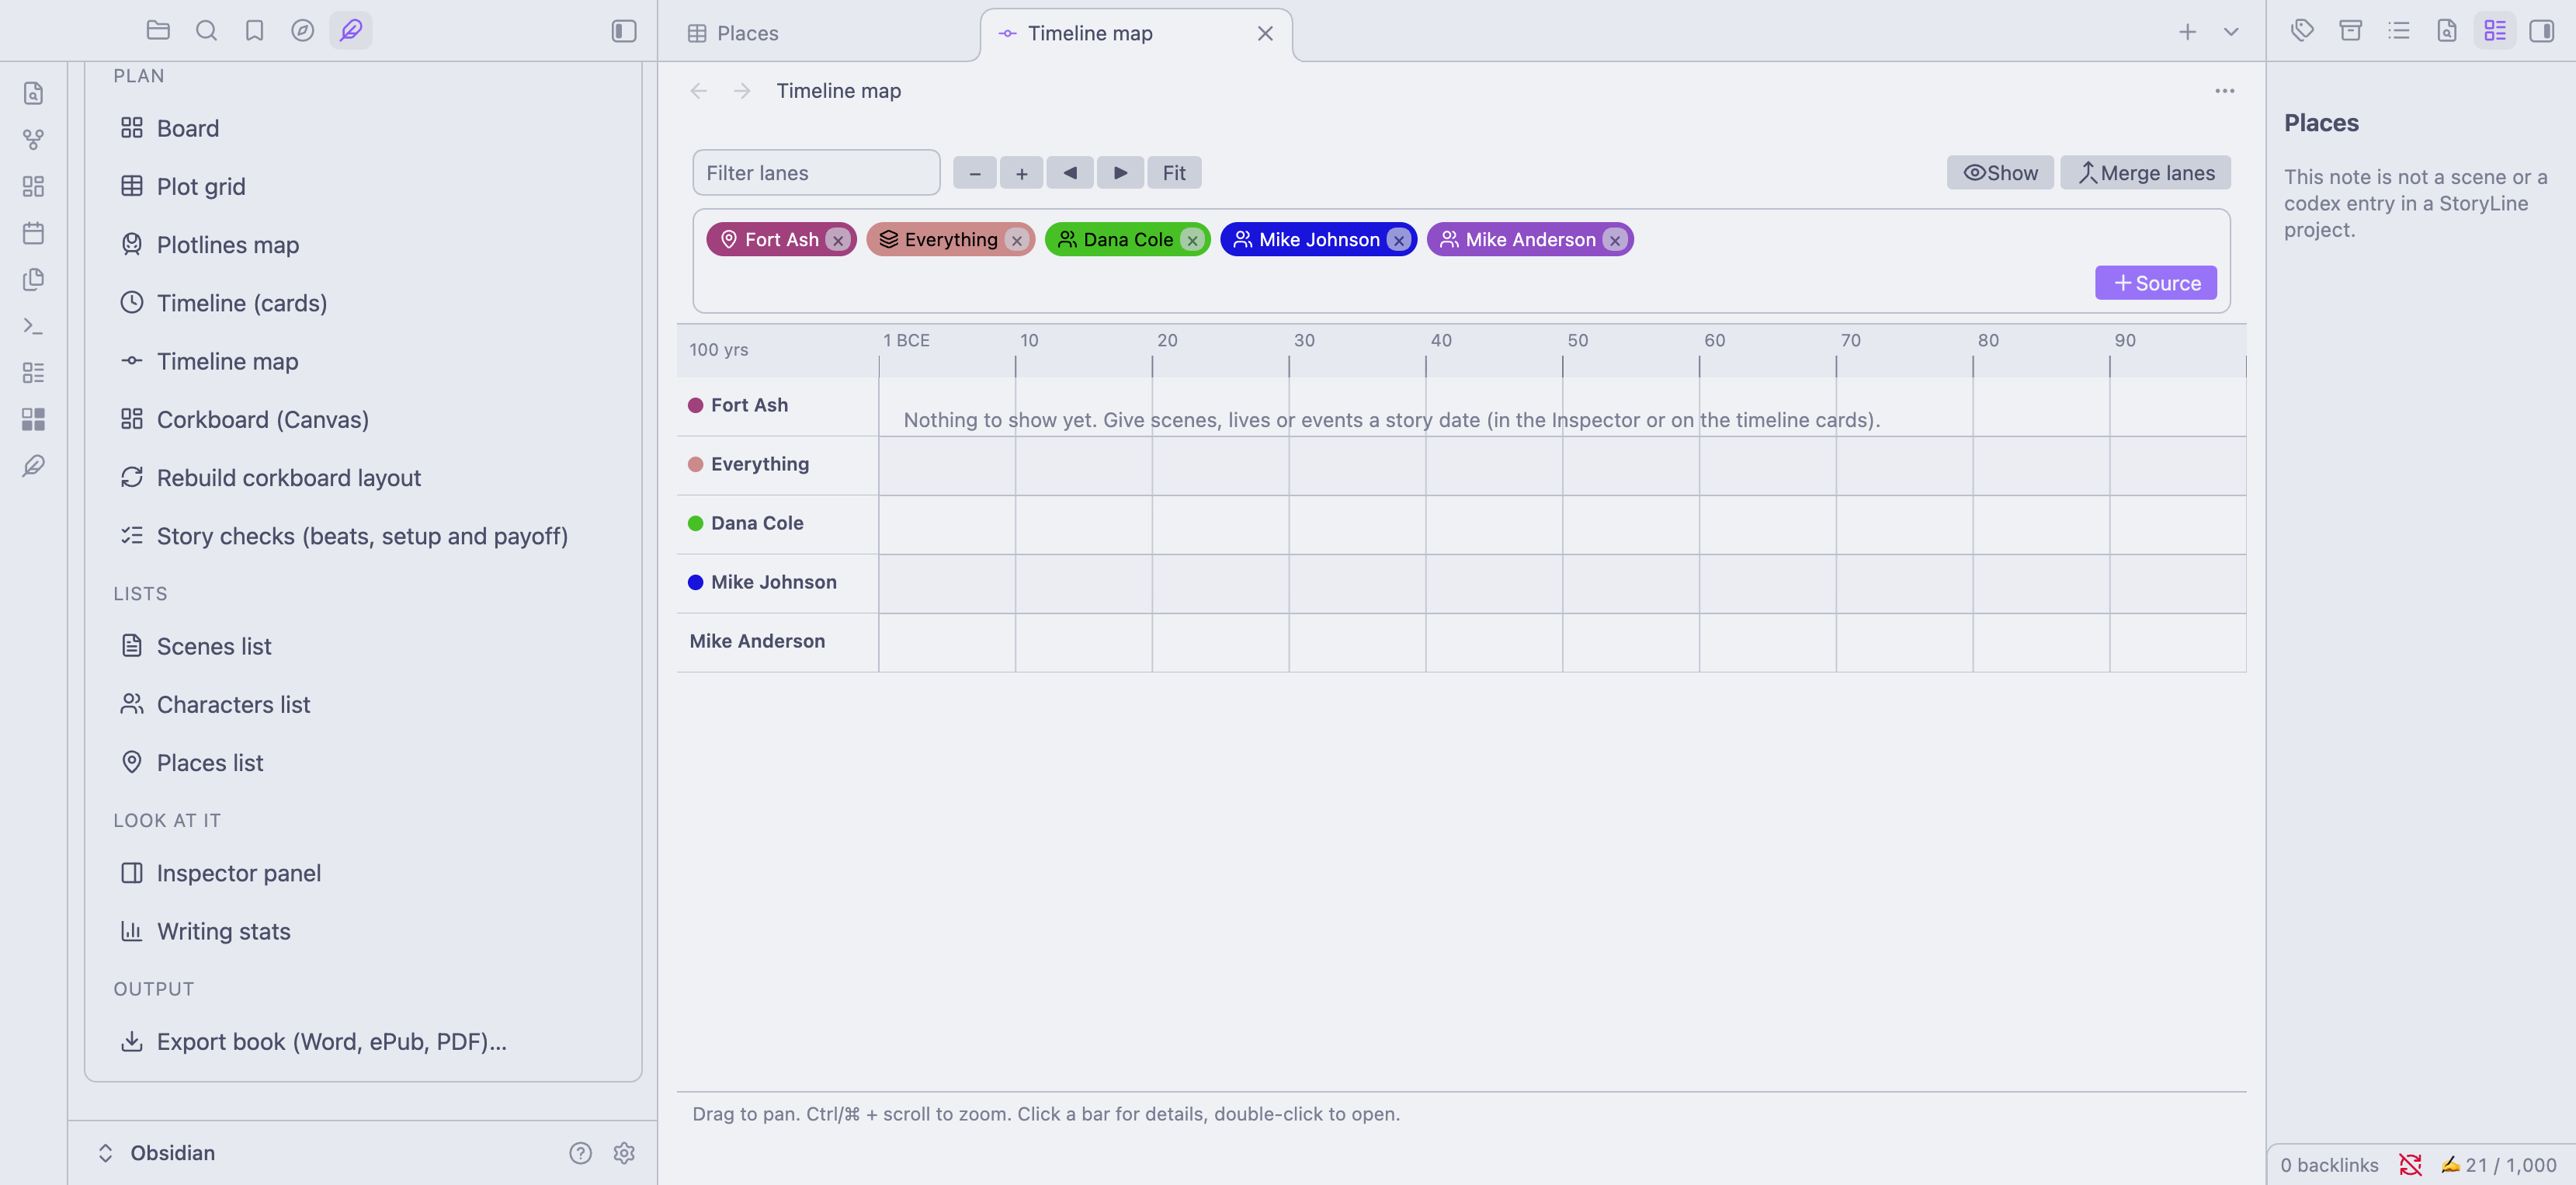 Places
Timeline map
PLAN
Board
Plot grid
Plotlines map
Timeline (cards)
Timeline map
Corkboard (Canvas)
Rebuild corkboard layout
Story checks (beats, setup and payoff)
LISTS
Scenes list
Characters list
Places list
LOOK AT IT
Inspector panel
Writing stats
OUTPUT
Export book (Word, ePub, PDF)...
Obsidian
Timeline map
Filter lanes
− + ◀ ▶ Fit
Show Merge lanes
Fort Ash × Everything × Dana Cole × Mike Johnson × Mike Anderson ×
+ Source
100 yrs 1 BCE 10 20 30 40 50 60 70 80 90
Fort Ash
Nothing to show yet. Give scenes, lives or events a story date (in the Inspector or on the timeline cards).
Everything
Dana Cole
Mike Johnson
Mike Anderson
Drag to pan. Ctrl/⌘ + scroll to zoom. Click a bar for details, double-click to open.
Places
This note is not a scene or a
codex entry in a StoryLine
project.
0 backlinks ✍️ 21 / 1,000